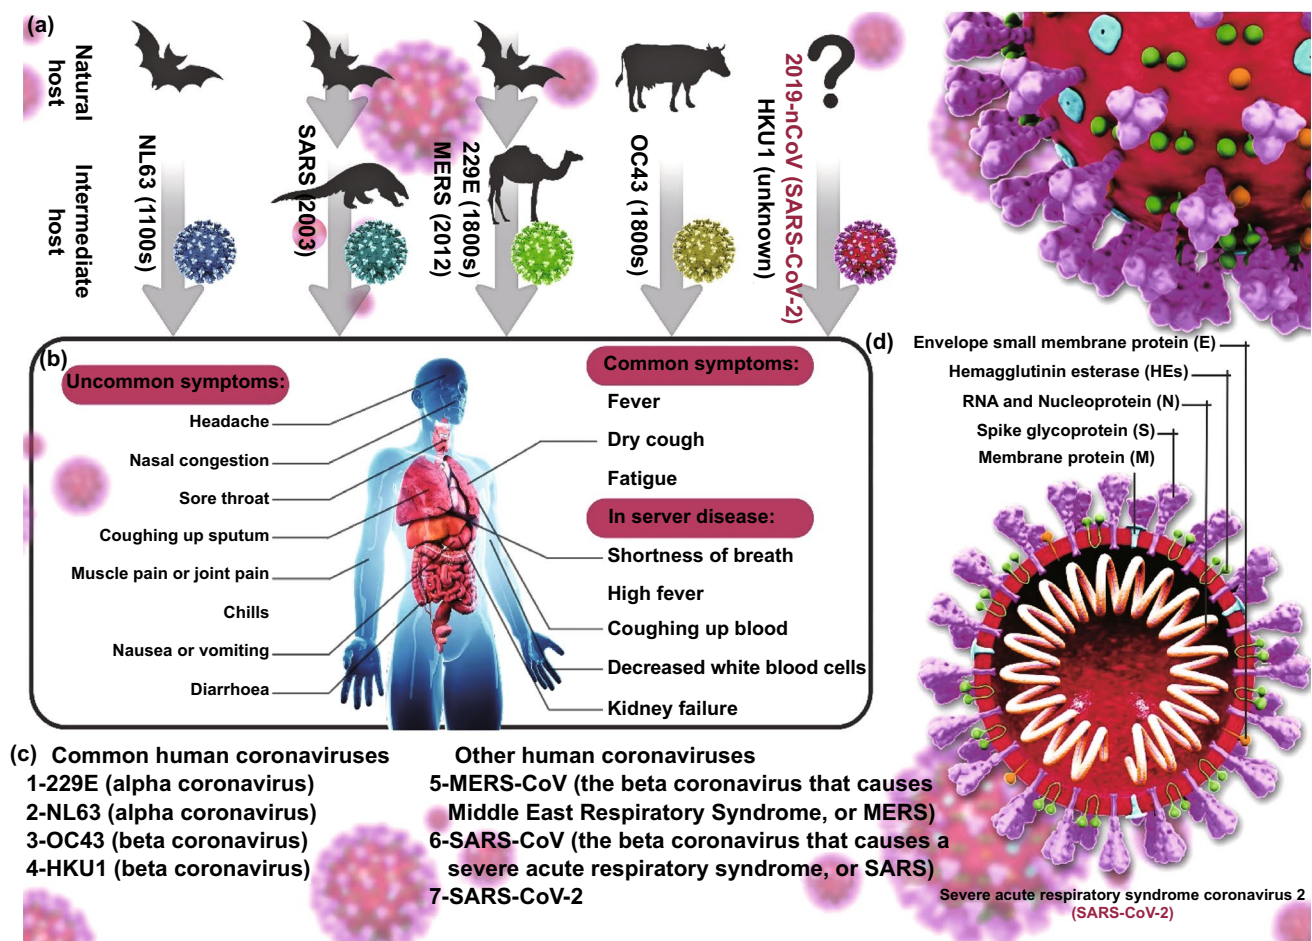 (a)
Natural
host
Intermediate
host
NL63 (1100s)
SARS (2003)
229E (1800s)
MERS (2012)
OC43 (1800s)
2019-nCoV (SARS-CoV-2)
HKU1 (unknown)
?
(b)
Uncommon symptoms:
Headache
Nasal congestion
Sore throat
Coughing up sputum
Muscle pain or joint pain
Chills
Nausea or vomiting
Diarrhoea
Common symptoms:
Fever
Dry cough
Fatigue
In server disease:
Shortness of breath
High fever
Coughing up blood
Decreased white blood cells
Kidney failure
(c) Common human coronaviruses
1-229E (alpha coronavirus)
2-NL63 (alpha coronavirus)
3-OC43 (beta coronavirus)
4-HKU1 (beta coronavirus)
Other human coronaviruses
5-MERS-CoV (the beta coronavirus that causes
Middle East Respiratory Syndrome, or MERS)
6-SARS-CoV (the beta coronavirus that causes a
severe acute respiratory syndrome, or SARS)
7-SARS-CoV-2
(d)
Envelope small membrane protein (E)
Hemagglutinin esterase (HEs)
RNA and Nucleoprotein (N)
Spike glycoprotein (S)
Membrane protein (M)
Severe acute respiratory syndrome coronavirus 2
(SARS-CoV-2)